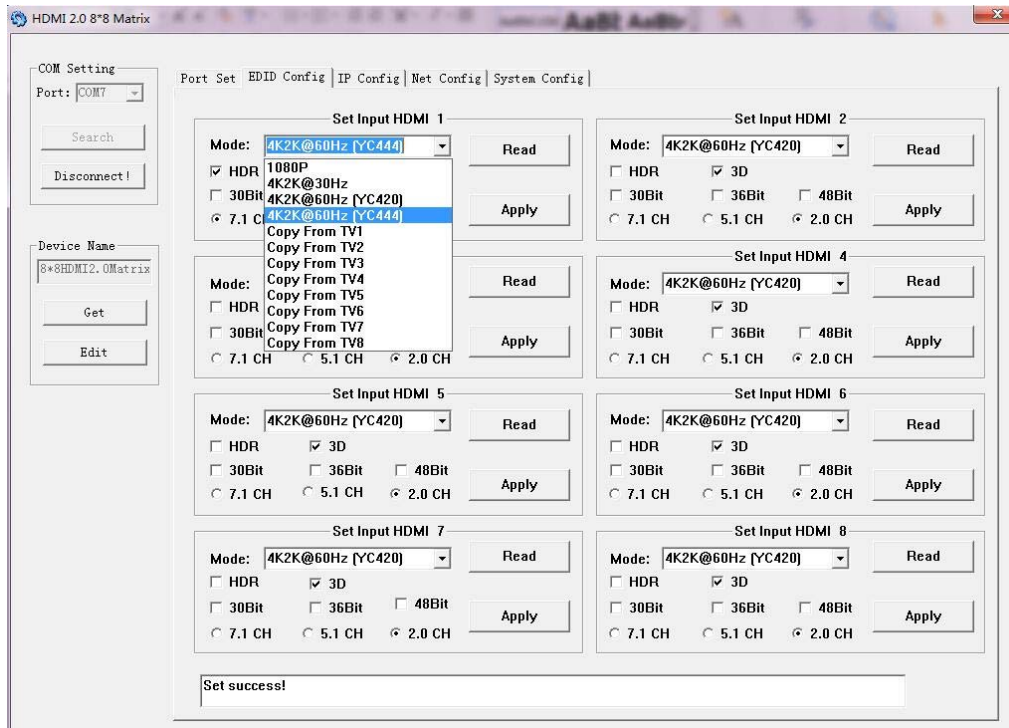 HDMI 2.0 8*8 Matrix
COM Setting
Port: COM7
Search
Disconnect!
Device Name
8*8HDMI2.0Matrix
Get
Edit
Port Set EDID Config IP Config Net Config System Config
Set Input HDMI 1
Mode: 4K2K@60Hz (YC444) Read
1080P
4K2K@30Hz
4K2K@60Hz (YC420)
4K2K@60Hz (YC444)
Copy From TV1
Copy From TV2
Copy From TV3
Copy From TV4
Copy From TV5
Copy From TV6
Copy From TV7
Copy From TV8
HDR
30Bit
7.1 Apply
Set Input HDMI 2
Mode: 4K2K@60Hz (YC420) Read
HDR 3D
30Bit 36Bit 48Bit
7.1 CH 5.1 CH 2.0 CH Apply
Mode: Read
HDR
30Bit
7.1 CH 5.1 CH 2.0 CH Apply
Set Input HDMI 4
Mode: 4K2K@60Hz (YC420) Read
HDR 3D
30Bit 36Bit 48Bit
7.1 CH 5.1 CH 2.0 CH Apply
Set Input HDMI 5
Mode: 4K2K@60Hz (YC420) Read
HDR 3D
30Bit 36Bit 48Bit
7.1 CH 5.1 CH 2.0 CH Apply
Set Input HDMI 6
Mode: 4K2K@60Hz (YC420) Read
HDR 3D
30Bit 36Bit 48Bit
7.1 CH 5.1 CH 2.0 CH Apply
Set Input HDMI 7
Mode: 4K2K@60Hz (YC420) Read
HDR 3D
30Bit 36Bit 48Bit
7.1 CH 5.1 CH 2.0 CH Apply
Set Input HDMI 8
Mode: 4K2K@60Hz (YC420) Read
HDR 3D
30Bit 36Bit 48Bit
7.1 CH 5.1 CH 2.0 CH Apply
Set success!